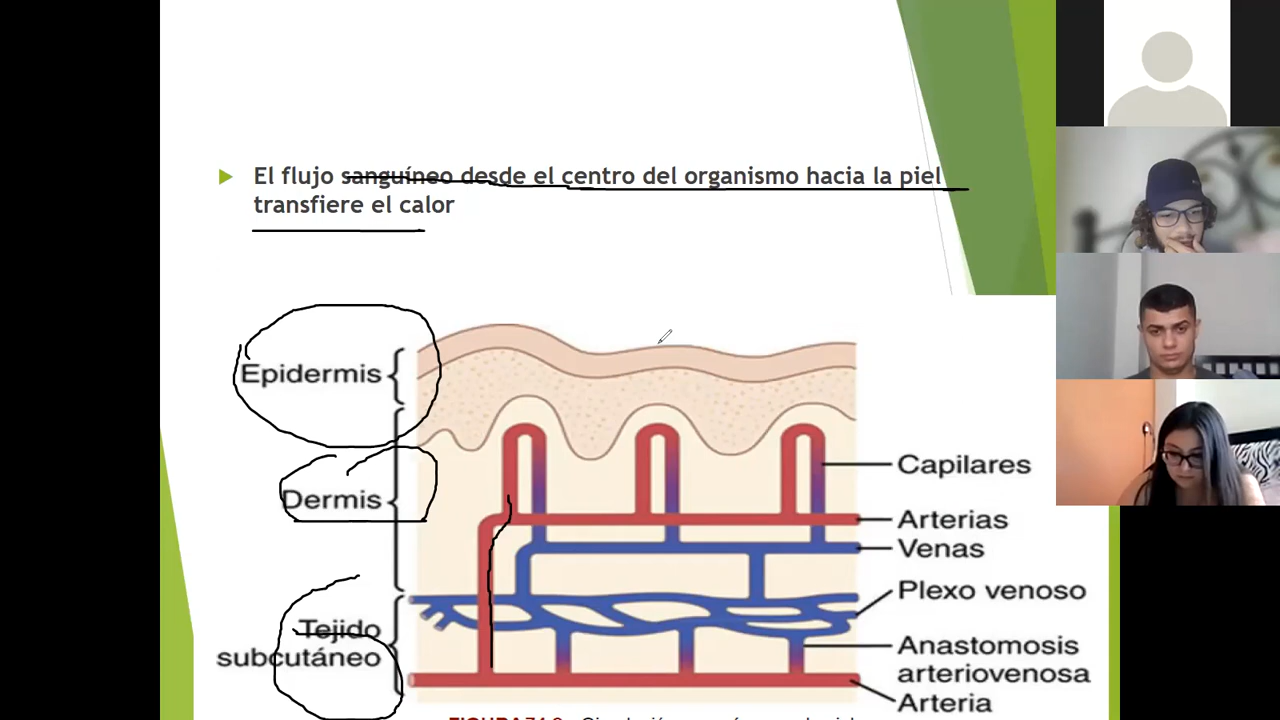 El flujo sanguíneo desde el centro del organismo hacia la piel
transfiere el calor
Epidermis
Dermis
Tejido
subcutáneo
Capilares
Arterias
Venas
Plexo venoso
Anastomosis
arteriovenosa
Arteria